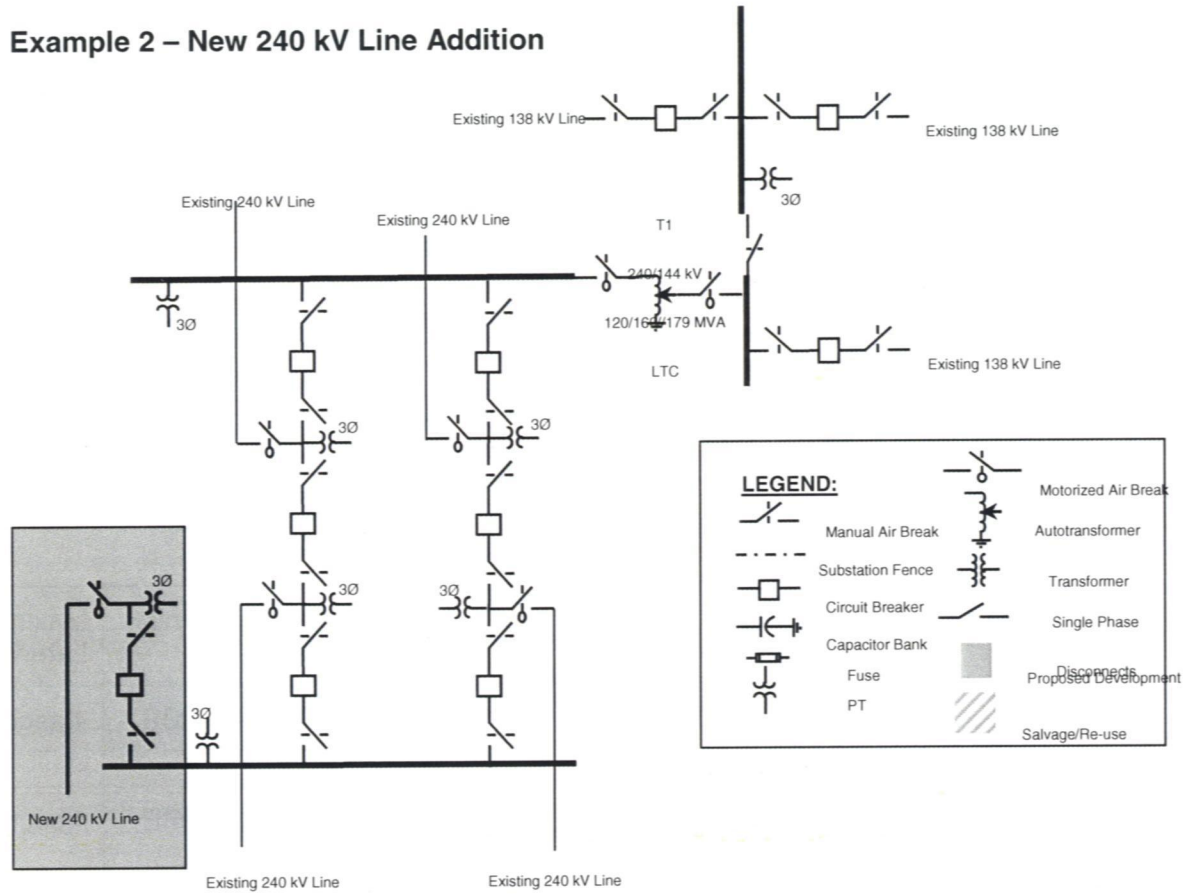 Example 2 – New 240 kV Line Addition
Existing 138 kV Line
Existing 138 kV Line
3Ø
Existing 240 kV Line
Existing 240 kV Line
T1
240/144 kV
3Ø
120/160//179 MVA
LTC
Existing 138 kV Line
3Ø
3Ø
LEGEND:
Motorized Air Break
Manual Air Break
Autotransformer
Substation Fence
Transformer
Circuit Breaker
Single Phase
Capacitor Bank
Disconnects
Fuse
Proposed Development
PT
Salvage/Re-use
3Ø
3Ø
3Ø
3Ø
New 240 kV Line
Existing 240 kV Line
Existing 240 kV Line